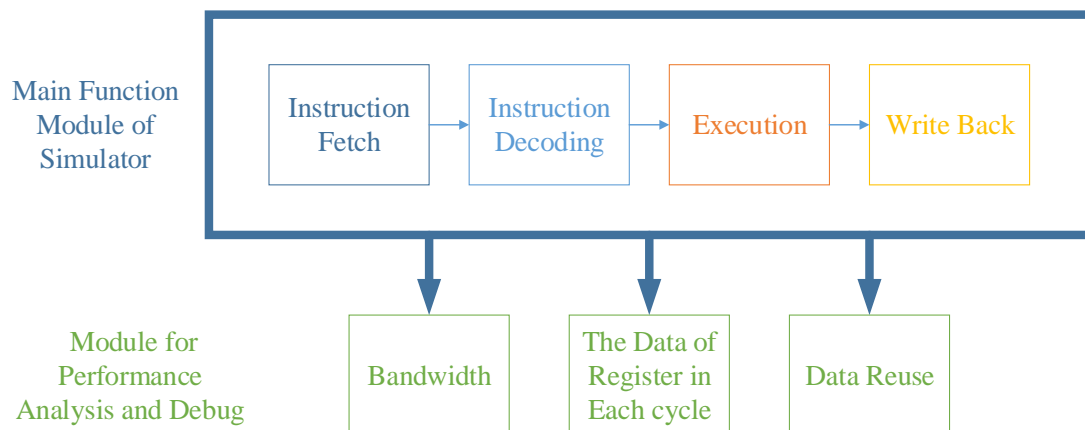 Main Function
Module of
Simulator
Instruction
Fetch
Instruction
Decoding
Execution
Write Back
Module for
Performance
Analysis and Debug
Bandwidth
The Data of
Register in
Each cycle
Data Reuse